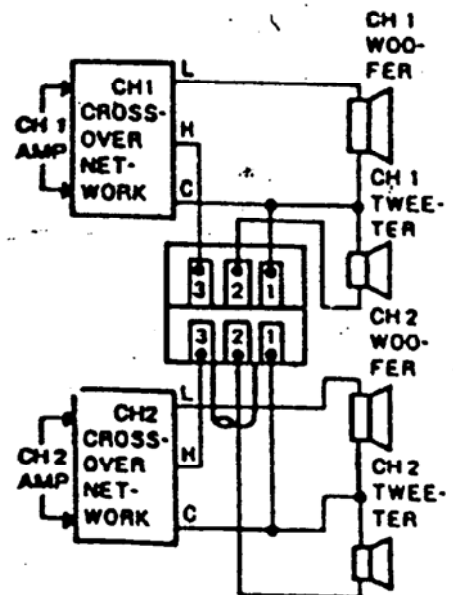 CH 1
WOO-
FER
L
CH1
CROSS-
OVER
NET-
WORK
CH 1
AMP
H
C
CH 1
TWEE-
TER
3 2 1
3 2 1
CH 2
WOO-
FER
L
CH2
CROSS-
OVER
NET-
WORK
CH 2
AMP
H
C
CH 2
TWEE-
TER